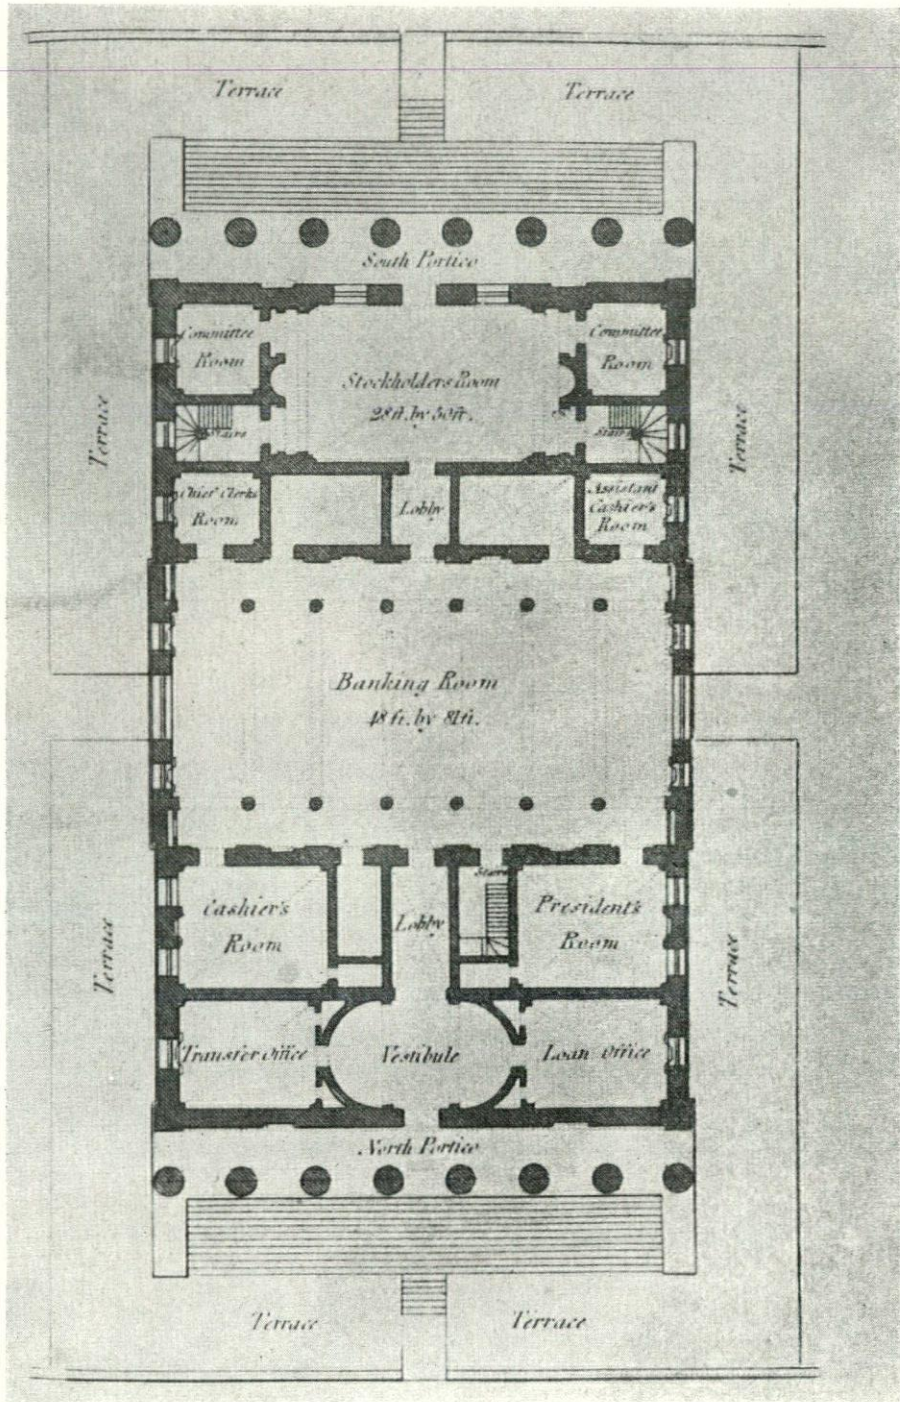 Terrace
Terrace
South Portico
Committee
Room
Committee
Room
Stockholders Room
28 ft. by 50 ft.
Stairs
Stairs
Terrace
Terrace
Chief Clerks
Room
Lobby
Assistant
Cashier's
Room
Banking Room
48 ft. by 81 ft.
Stairs
Cashier's
Room
Lobby
President's
Room
Terrace
Terrace
Transfer Office
Vestibule
Loan Office
North Portico
Terrace
Terrace